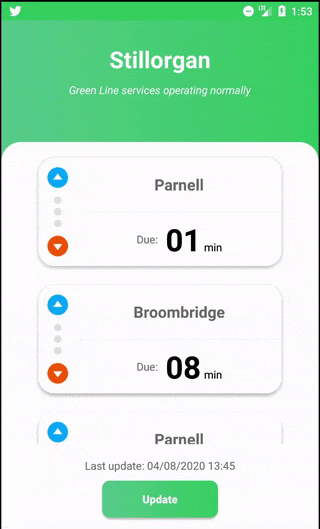 1:53
Stillorgan
Green Line services operating normally
Parnell
Due: 01 min
Broombridge
Due: 08 min
Parnell
Last update: 04/08/2020 13:45
Update